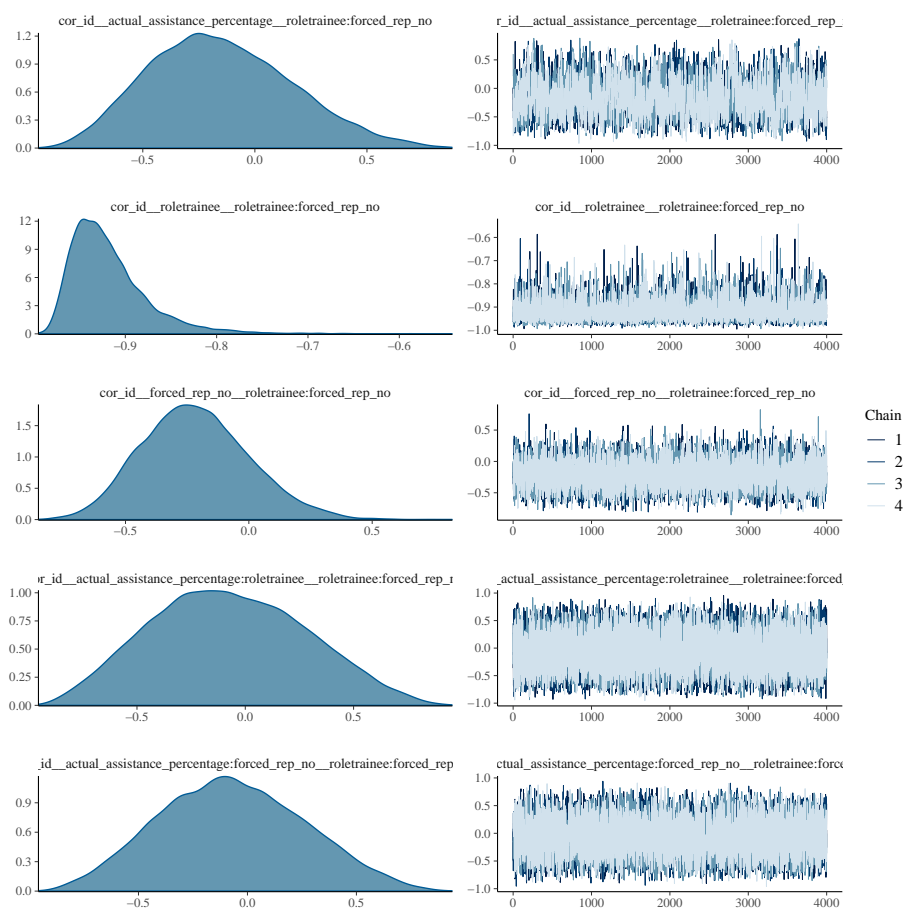 cor_id__actual_assistance_percentage__roletrainee:forced_rep_no
r_id__actual_assistance_percentage__roletrainee:forced_rep_
1.2
0.9
0.6
0.3
0.0
−0.5 0.0 0.5
0.5
0.0
−0.5
−1.0
0 1000 2000 3000 4000
cor_id__roletrainee__roletrainee:forced_rep_no
cor_id__roletrainee__roletrainee:forced_rep_no
12
9
6
3
0
−0.9 −0.8 −0.7 −0.6
−0.6
−0.7
−0.8
−0.9
−1.0
0 1000 2000 3000 4000
cor_id__forced_rep_no__roletrainee:forced_rep_no
cor_id__forced_rep_no__roletrainee:forced_rep_no
1.5
1.0
0.5
0.0
−0.5 0.0 0.5
0.5
0.0
−0.5
0 1000 2000 3000 4000
Chain
1
2
3
4
or_id__actual_assistance_percentage:roletrainee__roletrainee:forced_rep_r
_actual_assistance_percentage:roletrainee__roletrainee:forced_
1.00
0.75
0.50
0.25
0.00
−0.5 0.0 0.5
1.0
0.5
0.0
−0.5
−1.0
0 1000 2000 3000 4000
_id__actual_assistance_percentage:forced_rep_no__roletrainee:forced_rep
ctual_assistance_percentage:forced_rep_no__roletrainee:force
0.9
0.6
0.3
0.0
−0.5 0.0 0.5
1.0
0.5
0.0
−0.5
−1.0
0 1000 2000 3000 4000